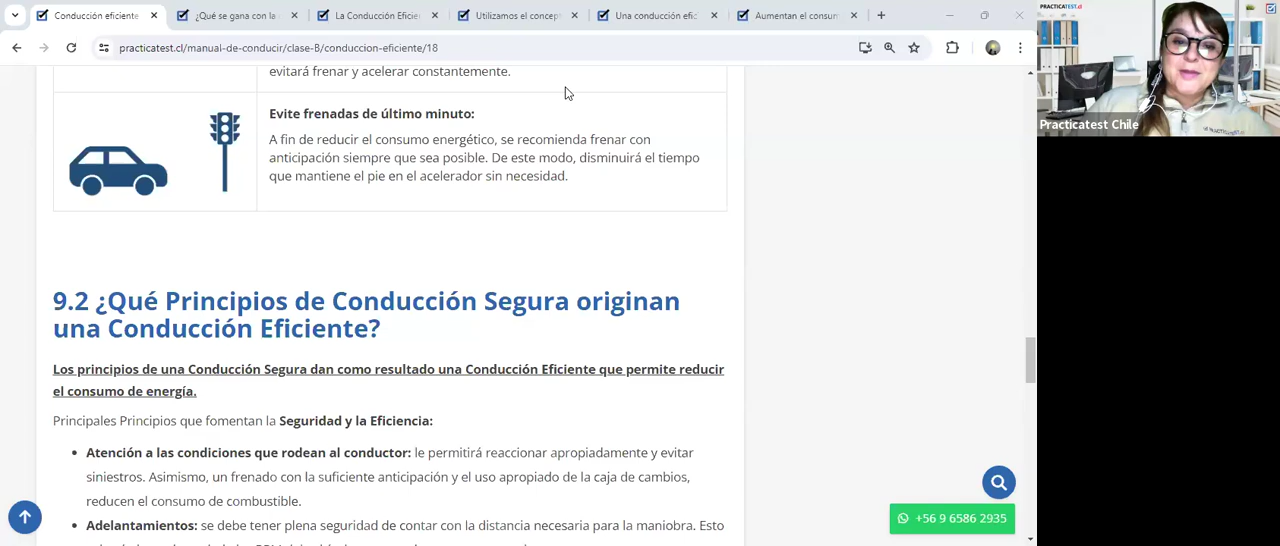 Conducción eficiente
¿Qué se gana con la
La Conducción Eficie
Utilizamos el concep
Una conducción efic
Aumentan el consum
practicatest.cl/manual-de-conducir/clase-B/conduccion-eficiente/18
PRACTICATEST.cl
Practicatest Chile
evitará frenar y acelerar constantemente.
Evite frenadas de último minuto:
A fin de reducir el consumo energético, se recomienda frenar con
anticipación siempre que sea posible. De este modo, disminuirá el tiempo
que mantiene el pie en el acelerador sin necesidad.
9.2 ¿Qué Principios de Conducción Segura originan
una Conducción Eficiente?
Los principios de una Conducción Segura dan como resultado una Conducción Eficiente que permite reducir
el consumo de energía.
Principales Principios que fomentan la Seguridad y la Eficiencia:
• Atención a las condiciones que rodean al conductor: le permitirá reaccionar apropiadamente y evitar
siniestros. Asimismo, un frenado con la suficiente anticipación y el uso apropiado de la caja de cambios,
reducen el consumo de combustible.
• Adelantamientos: se debe tener plena seguridad de contar con la distancia necesaria para la maniobra. Esto
+56 9 6586 2935